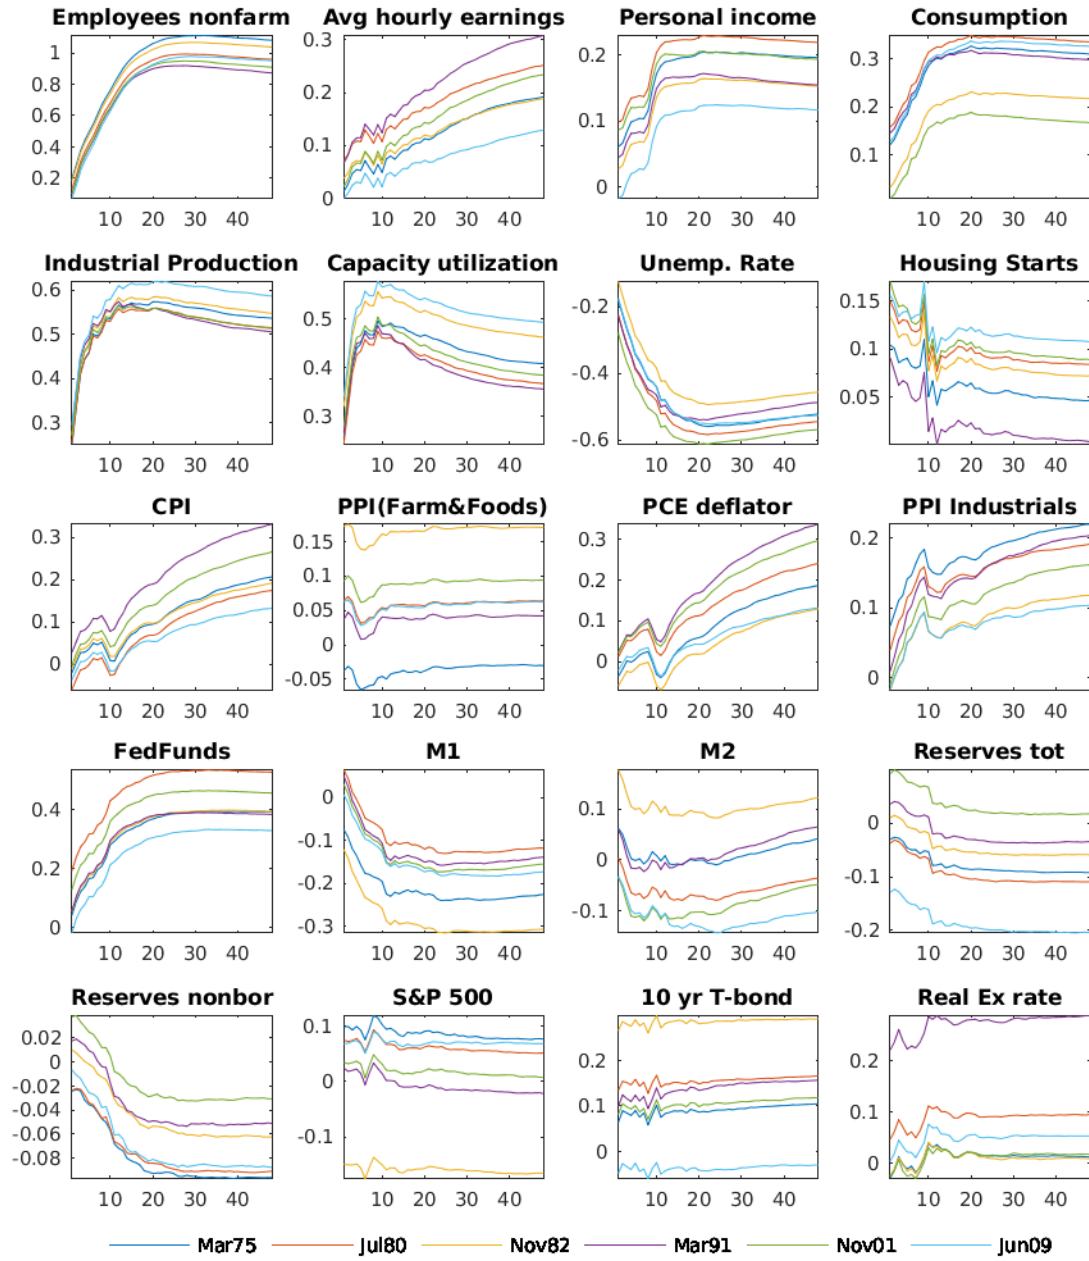 Employees nonfarm Avg hourly earnings Personal income Consumption
1 0.8 0.6 0.4 0.2
0.3 0.2 0.1 0
0.2 0.1 0
0.3 0.2 0.1
10 20 30 40 10 20 30 40 10 20 30 40 10 20 30 40
Industrial Production Capacity utilization Unemp. Rate Housing Starts
0.6 0.5 0.4 0.3
0.5 0.4 0.3
-0.2 -0.4 -0.6
0.15 0.1 0.05
10 20 30 40 10 20 30 40 10 20 30 40 10 20 30 40
CPI PPI(Farm&Foods) PCE deflator PPI Industrials
0.3 0.2 0.1 0
0.15 0.1 0.05 0 -0.05
0.3 0.2 0.1 0
0.2 0.1 0
10 20 30 40 10 20 30 40 10 20 30 40 10 20 30 40
FedFunds M1 M2 Reserves tot
0.4 0.2 0
0 -0.1 -0.2 -0.3
0.1 0 -0.1
0 -0.1 -0.2
10 20 30 40 10 20 30 40 10 20 30 40 10 20 30 40
Reserves nonbor S&P 500 10 yr T-bond Real Ex rate
0.02 0 -0.02 -0.04 -0.06 -0.08
0.1 0 -0.1
0.2 0.1 0
0.2 0.1 0
10 20 30 40 10 20 30 40 10 20 30 40 10 20 30 40
Mar75 Jul80 Nov82 Mar91 Nov01 Jun09